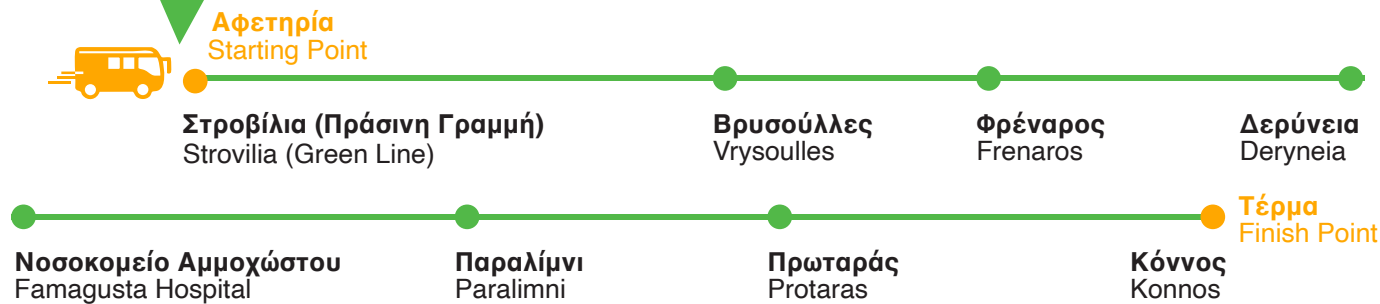 Αφετηρία
Starting Point
Στροβίλια (Πράσινη Γραμμή)
Strovilia (Green Line)
Βρυσούλλες
Vrysoulles
Φρέναρος
Frenaros
Δερύνεια
Deryneia
Νοσοκομείο Αμμοχώστου
Famagusta Hospital
Παραλίμνι
Paralimni
Πρωταράς
Protaras
Κόννος
Konnos
Τέρμα
Finish Point